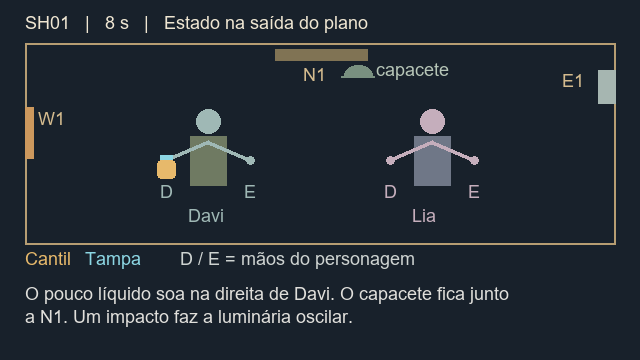 SH01 | 8 s | Estado na saída do plano
N1
capacete
E1
W1
D E D E
Davi Lia
Cantil Tampa D / E = mãos do personagem
O pouco líquido soa na direita de Davi. O capacete fica junto
a N1. Um impacto faz a luminária oscilar.